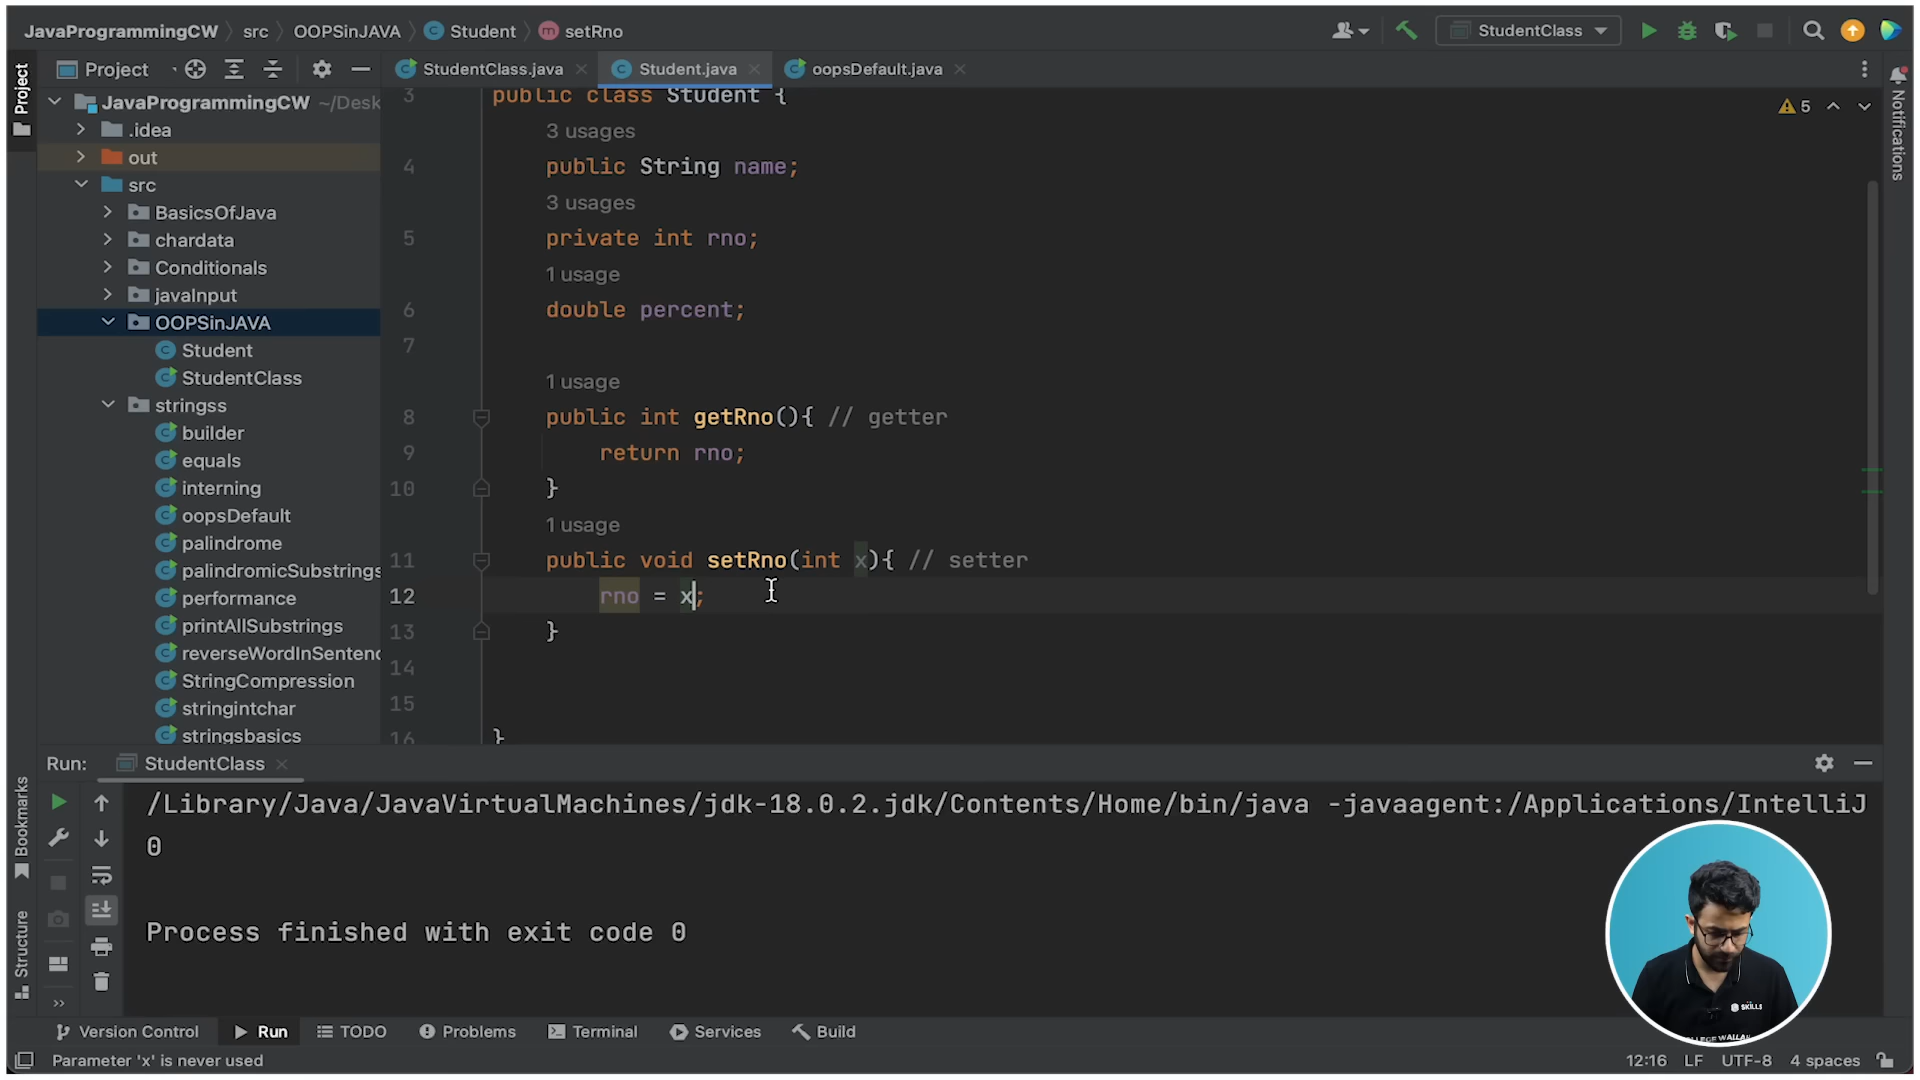 JavaProgrammingCW src OOPSinJAVA Student setRno
StudentClass
Project
StudentClass.java Student.java oopsDefault.java
Project
JavaProgrammingCW ~/Desk
.idea
out
src
BasicsOfJava
chardata
Conditionals
javaInput
OOPSinJAVA
Student
StudentClass
stringss
builder
equals
interning
oopsDefault
palindrome
palindromicSubstrings
performance
printAllSubstrings
reverseWordInSentenc
StringCompression
stringintchar
stringsbasics
3 public class Student {
3 usages
4 public String name;
3 usages
5 private int rno;
1 usage
6 double percent;
7
1 usage
8 public int getRno(){ // getter
9 return rno;
10 }
1 usage
11 public void setRno(int x){ // setter
12 rno = x;
13 }
14
15
16 }
5
Notifications
Run: StudentClass
/Library/Java/JavaVirtualMachines/jdk-18.0.2.jdk/Contents/Home/bin/java -javaagent:/Applications/IntelliJ
0
Process finished with exit code 0
Bookmarks
Structure
SKILLS
Version Control Run TODO Problems Terminal Services Build
Parameter 'x' is never used
12:16 LF UTF-8 4 spaces